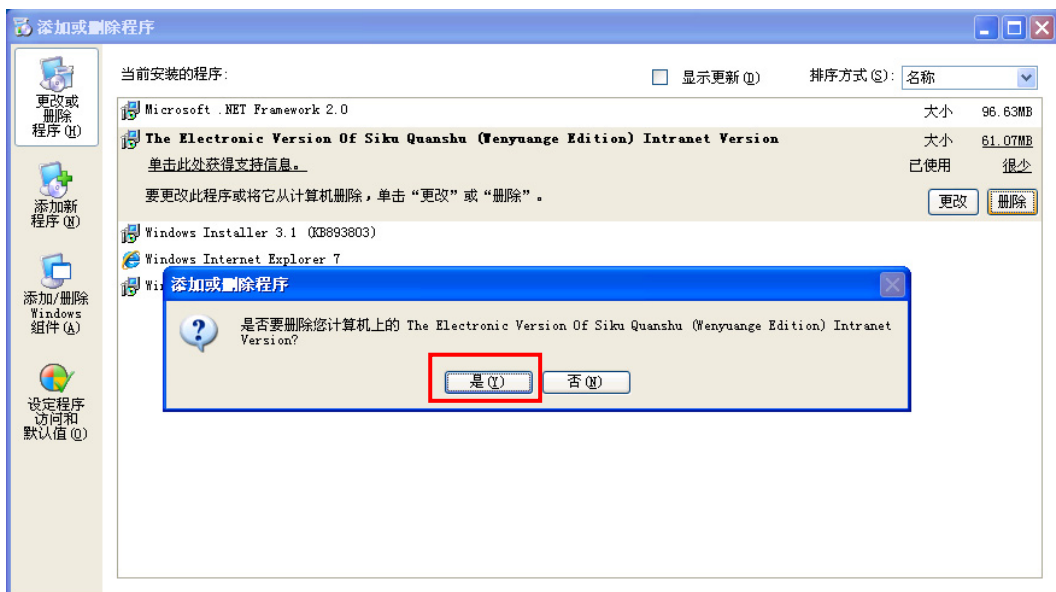 添加或删除程序
更改或
删除
程序(H)
添加新
程序(N)
添加/删除
Windows
组件(A)
设定程序
访问和
默认值(O)
当前安装的程序:
显示更新(D)
排序方式(S): 名称
Microsoft .NET Framework 2.0 大小 96.63MB
The Electronic Version Of Siku Quanshu (Wenyuange Edition) Intranet Version 大小 61.07MB
单击此处获得支持信息。 已使用 很少
要更改此程序或将它从计算机删除，单击“更改”或“删除”。 更改 删除
Windows Installer 3.1 (KB893803)
Windows Internet Explorer 7
Wi
添加或删除程序
是否要删除您计算机上的 The Electronic Version Of Siku Quanshu (Wenyuange Edition) Intranet
Version?
是(Y) 否(N)